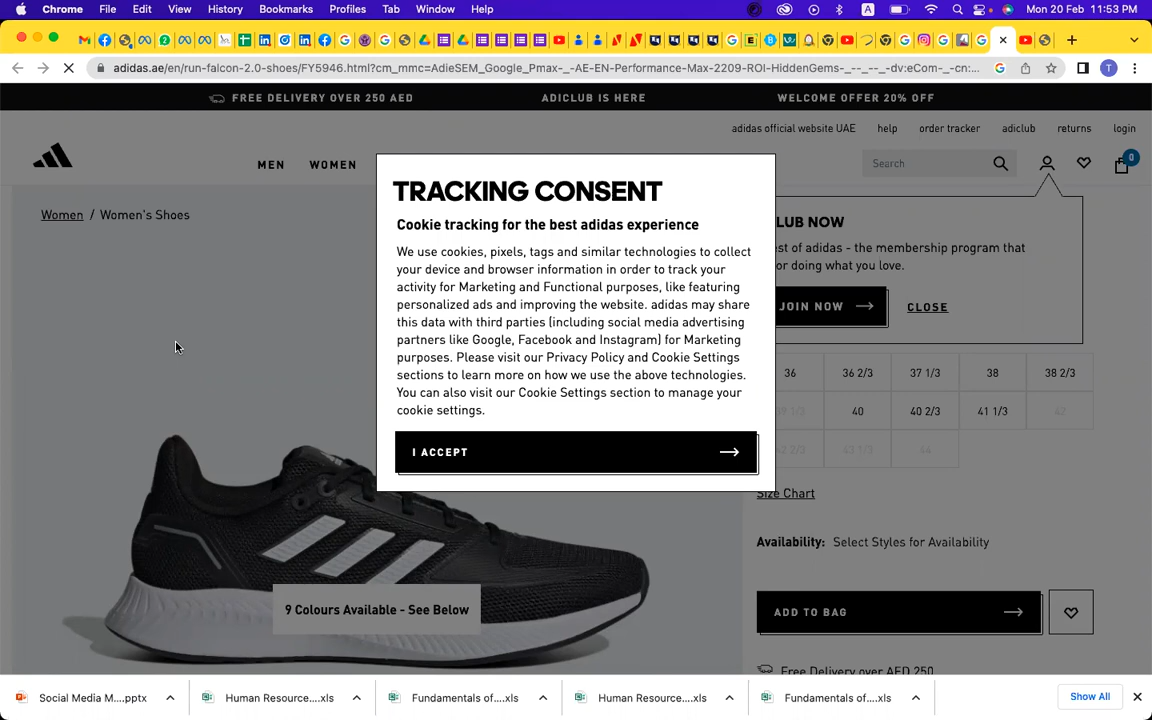 Chrome File Edit View History Bookmarks Profiles Tab Window Help A Mon 20 Feb 11:53 PM
adidas.ae/en/run-falcon-2.0-shoes/FY5946.html?cm_mmc=AdieSEM_Google_Pmax-_-AE-EN-Performance-Max-2209-ROI-HiddenGems-_--_--_-dv:eCom-_-cn:... T
FREE DELIVERY OVER 250 AED ADICLUB IS HERE WELCOME OFFER 20% OFF
adidas official website UAE help order tracker adiclub returns login
MEN WOMEN Search 0
Women / Women's Shoes
TRACKING CONSENT
Cookie tracking for the best adidas experience
We use cookies, pixels, tags and similar technologies to collect
your device and browser information in order to track your
activity for Marketing and Functional purposes, like featuring
personalized ads and improving the website. adidas may share
this data with third parties (including social media advertising
partners like Google, Facebook and Instagram) for Marketing
purposes. Please visit our Privacy Policy and Cookie Settings
sections to learn more on how we use the above technologies.
You can also visit our Cookie Settings section to manage your
cookie settings.
I ACCEPT
LUB NOW
est of adidas - the membership program that
or doing what you love.
JOIN NOW CLOSE
36 36 2/3 37 1/3 38 38 2/3
39 1/3 40 40 2/3 41 1/3 42
42 2/3 43 1/3 44
Size Chart
Availability: Select Styles for Availability
9 Colours Available - See Below
ADD TO BAG
Free Delivery over AED 250
Social Media M....pptx Human Resource....xls Fundamentals of....xls Human Resource....xls Fundamentals of....xls Show All